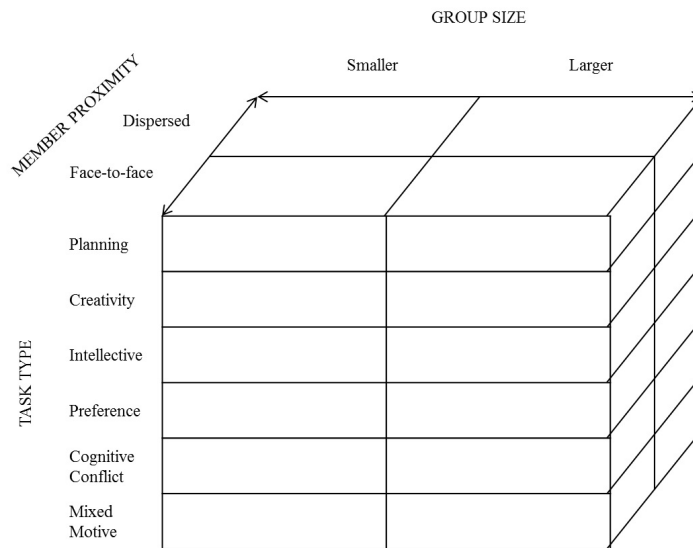 GROUP SIZE
Smaller
Larger
MEMBER PROXIMITY
Dispersed
Face-to-face
TASK TYPE
Planning
Creativity
Intellective
Preference
Cognitive
Conflict
Mixed
Motive